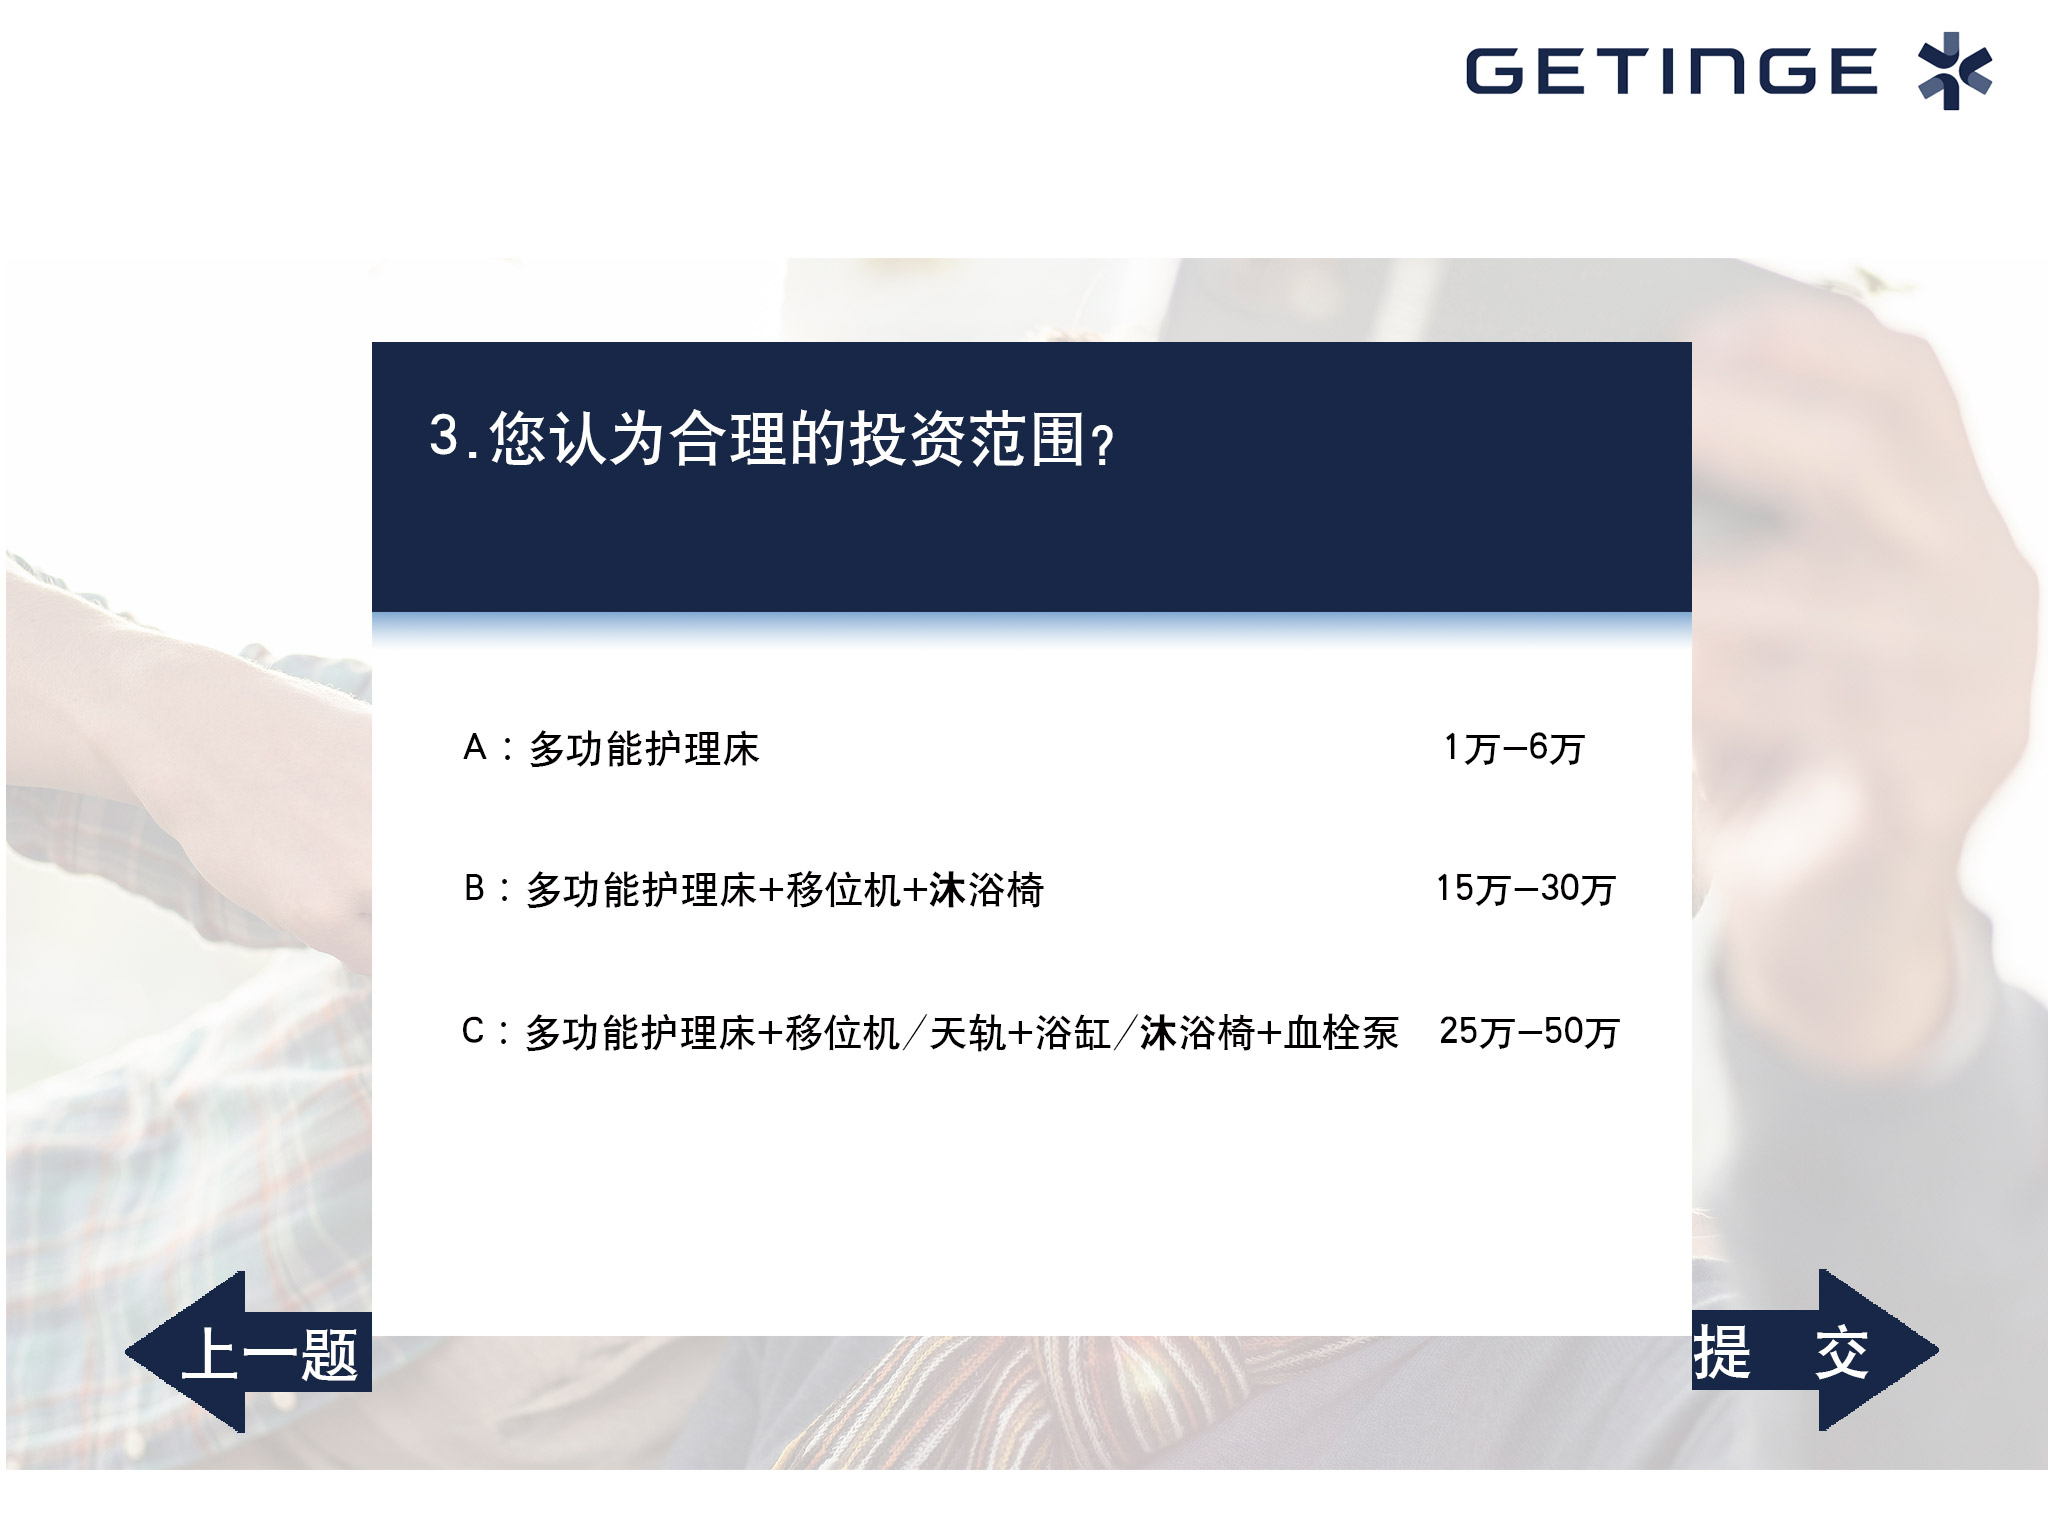 GETINGE
3.您认为合理的投资范围?
A：多功能护理床 1万-6万
B：多功能护理床+移位机+沐浴椅 15万-30万
C：多功能护理床+移位机/天轨+浴缸/沐浴椅+血栓泵 25万-50万
上一题
提 交